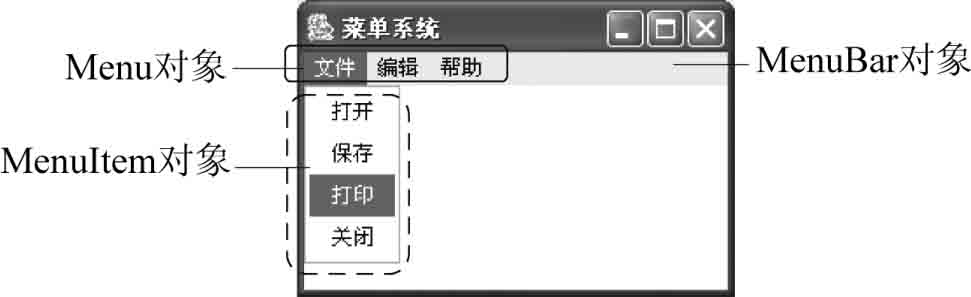 菜单系统
Menu对象
文件 编辑 帮助
MenuBar对象
打开
保存
MenuItem对象
打印
关闭